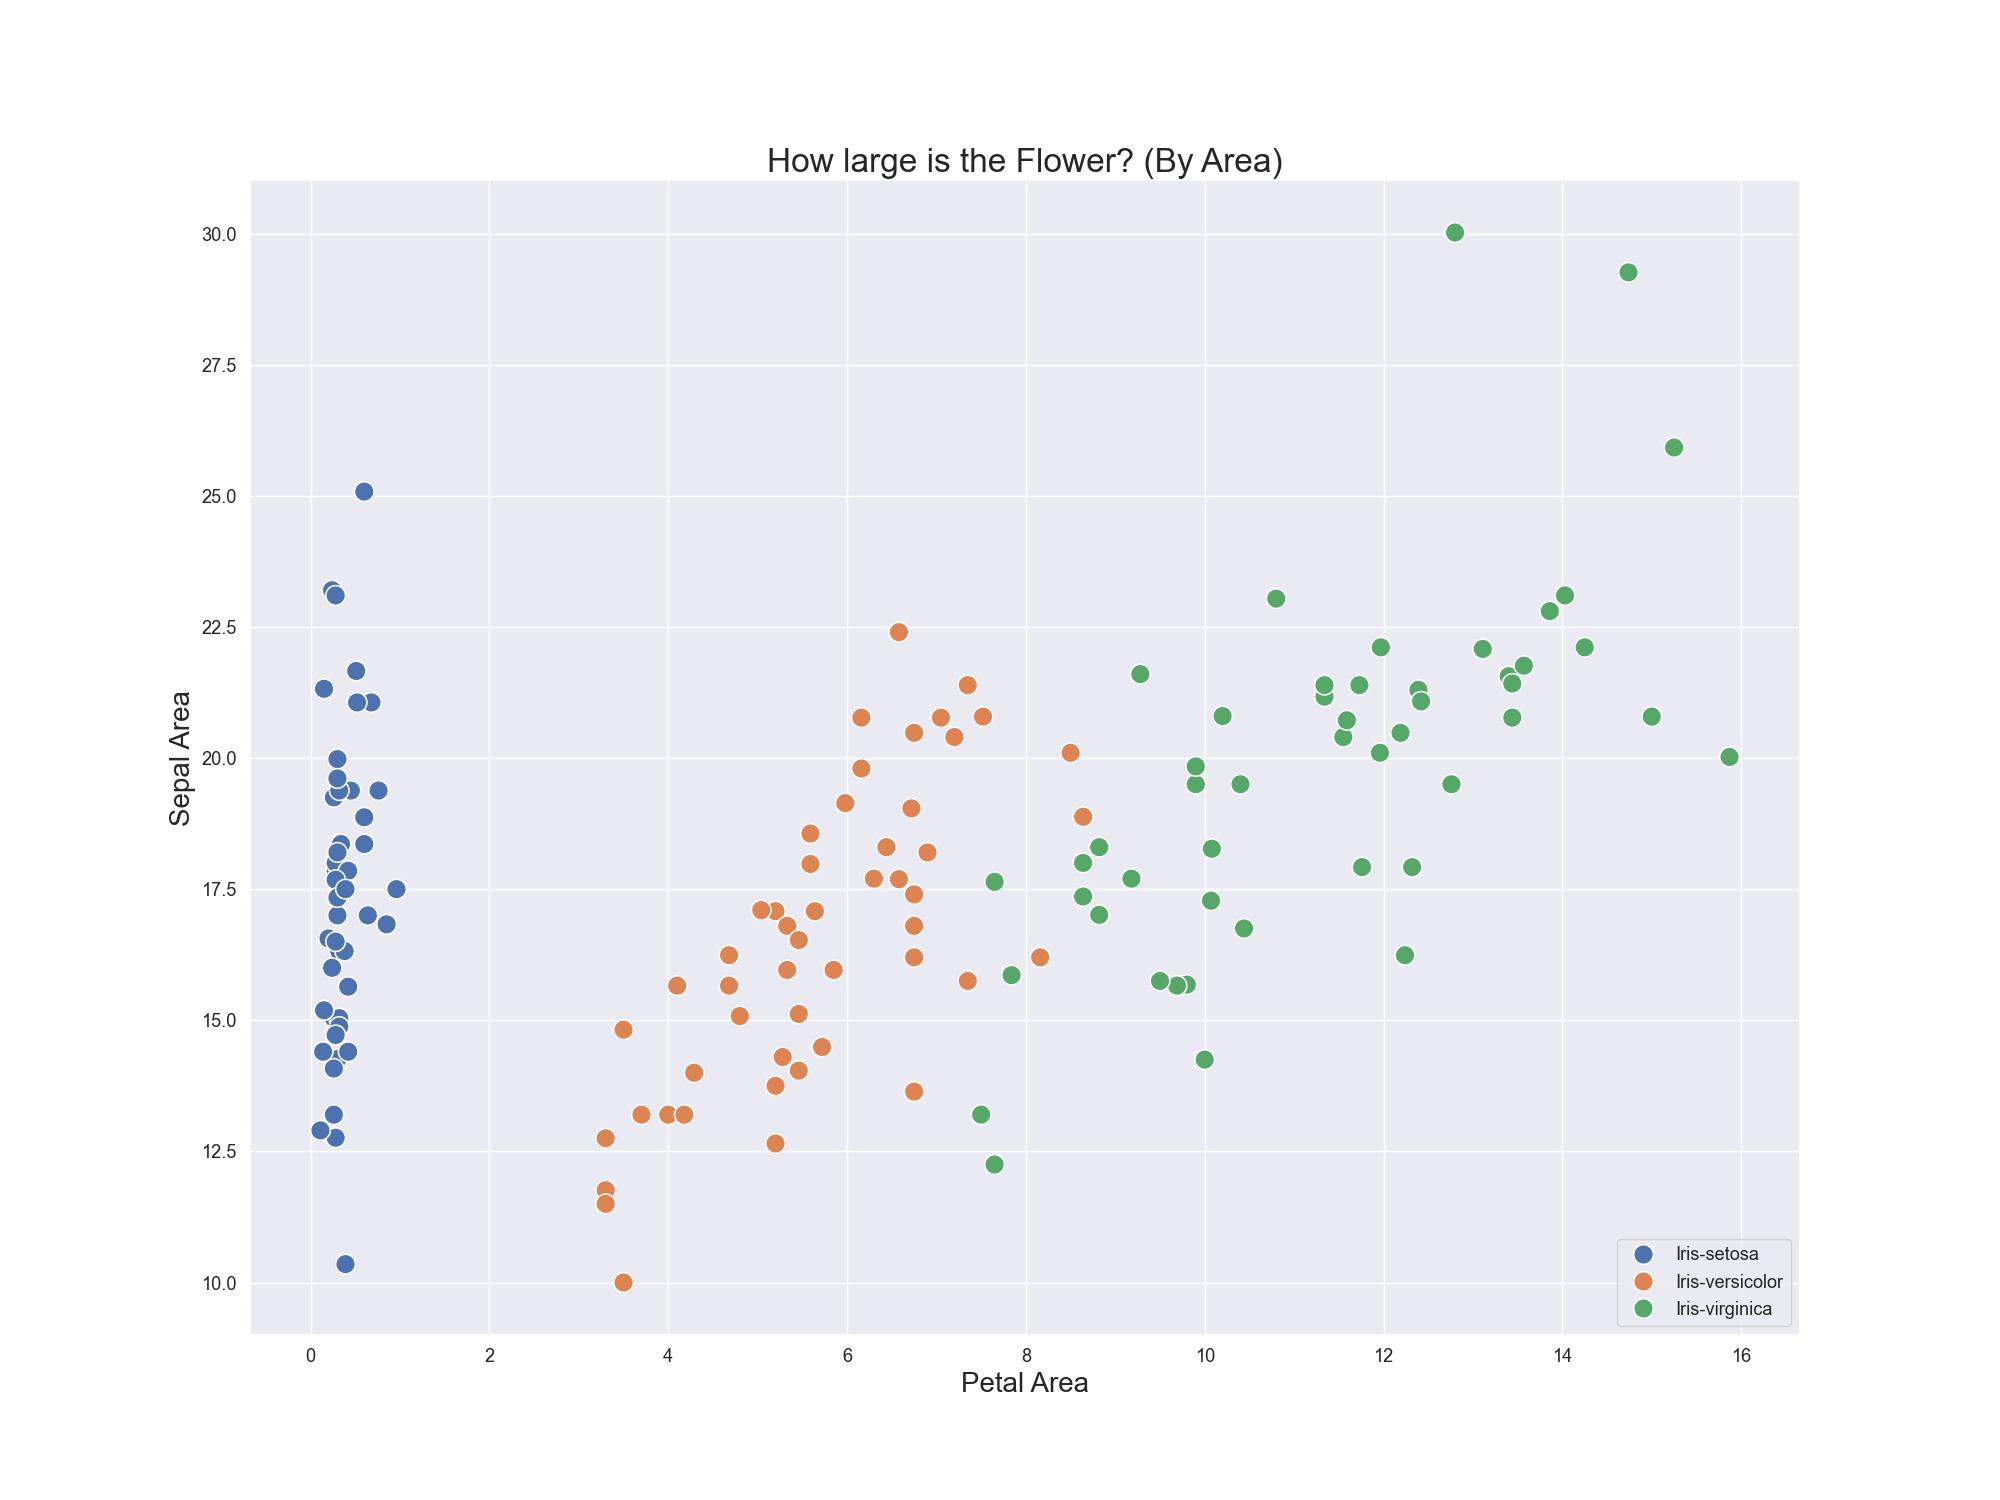 How large is the Flower? (By Area)
30.0
27.5
25.0
22.5
20.0
17.5
15.0
12.5
10.0
Sepal Area
0 2 4 6 8 10 12 14 16
Petal Area
Iris-setosa
Iris-versicolor
Iris-virginica